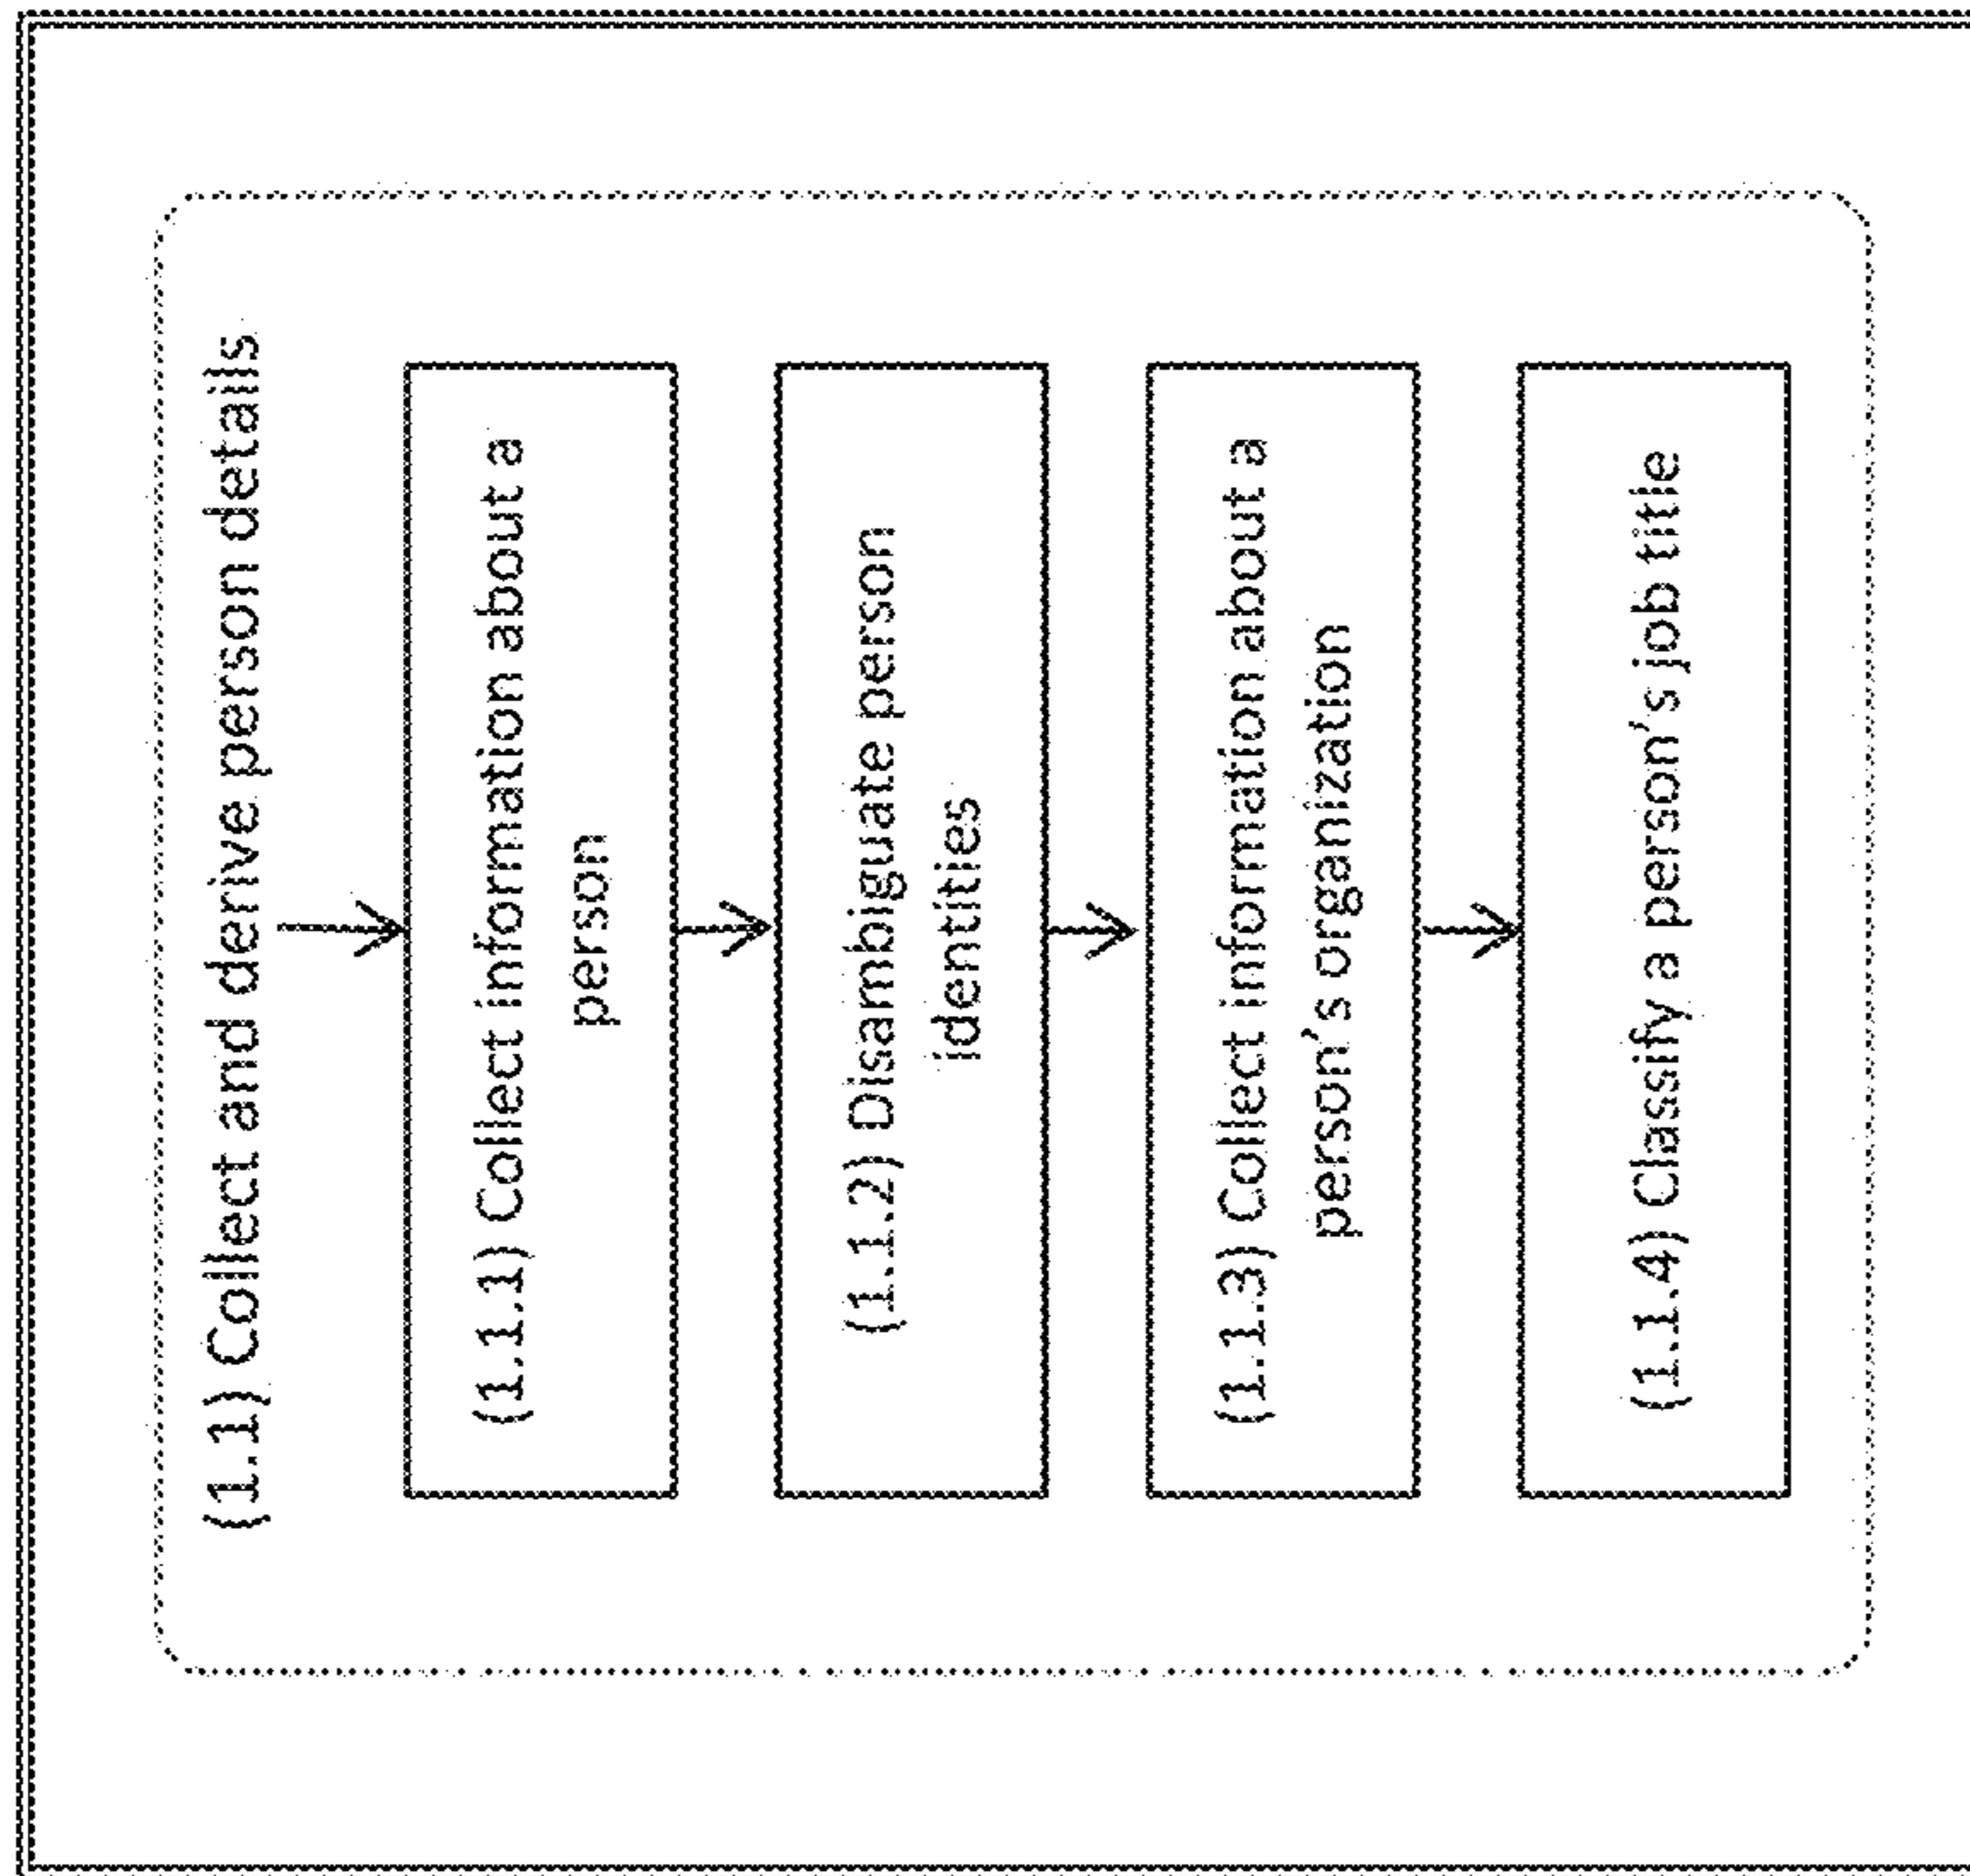 (1.1) Collect and derive person details
(1.1.1) Collect information about a
person
(1.1.2) Disambiguate person
identities
(1.1.3) Collect information about a
person's organization
(1.1.4) Classify a person's job title